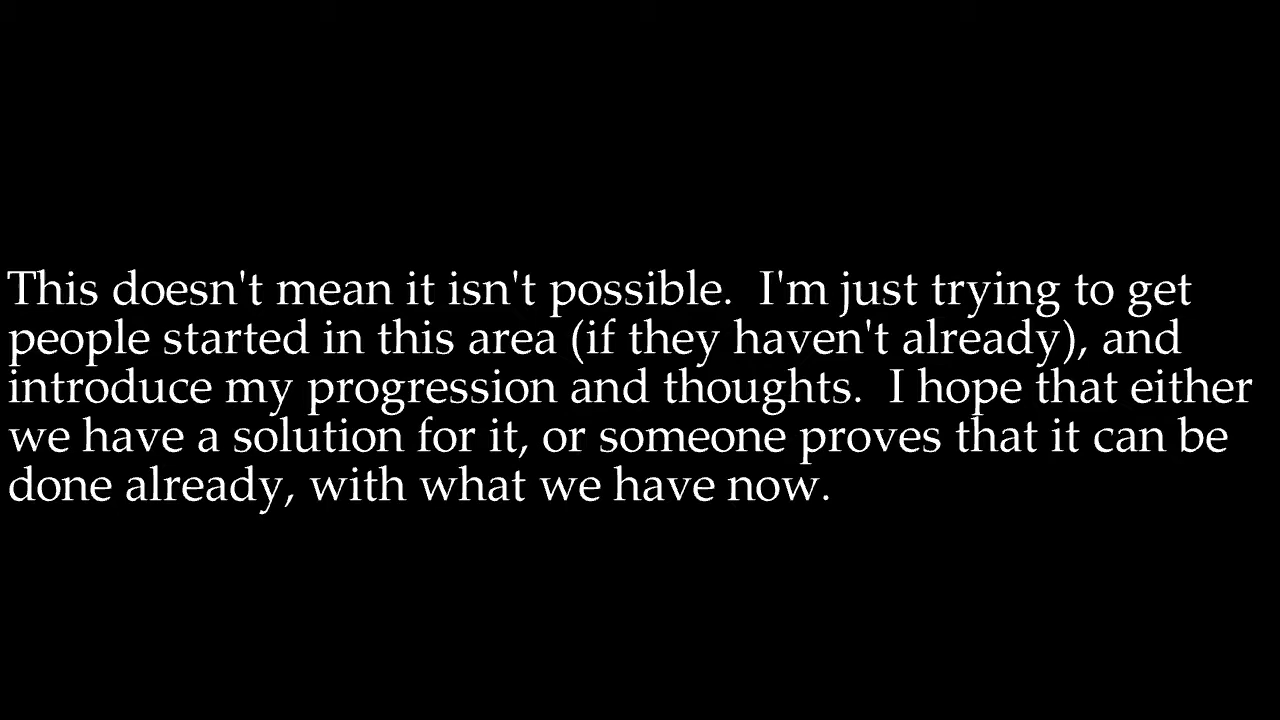 This doesn't mean it isn't possible.  I'm just trying to get
people started in this area (if they haven't already), and
introduce my progression and thoughts.  I hope that either
we have a solution for it, or someone proves that it can be
done already, with what we have now.